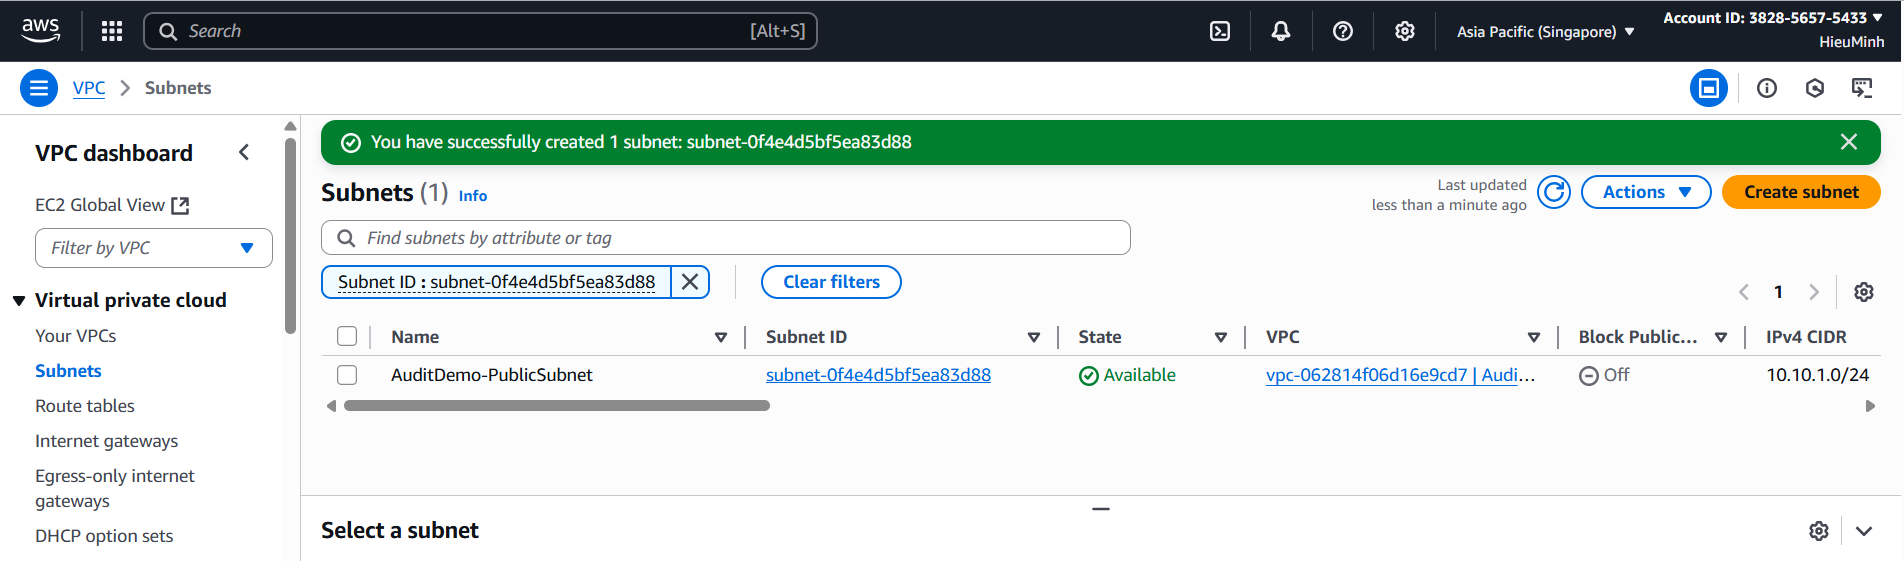 aws
Search [Alt+S]
Asia Pacific (Singapore)
Account ID: 3828-5657-5433
HieuMinh
VPC
Subnets
VPC dashboard
EC2 Global View
Filter by VPC
Virtual private cloud
Your VPCs
Subnets
Route tables
Internet gateways
Egress-only internet
gateways
DHCP option sets
You have successfully created 1 subnet: subnet-0f4e4d5bf5ea83d88
Subnets (1) Info
Last updated
less than a minute ago
Actions
Create subnet
Find subnets by attribute or tag
Subnet ID : subnet-0f4e4d5bf5ea83d88
Clear filters
1
Name Subnet ID State VPC Block Public... IPv4 CIDR
AuditDemo-PublicSubnet subnet-0f4e4d5bf5ea83d88 Available vpc-062814f06d16e9cd7 | Audi... Off 10.10.1.0/24
Select a subnet